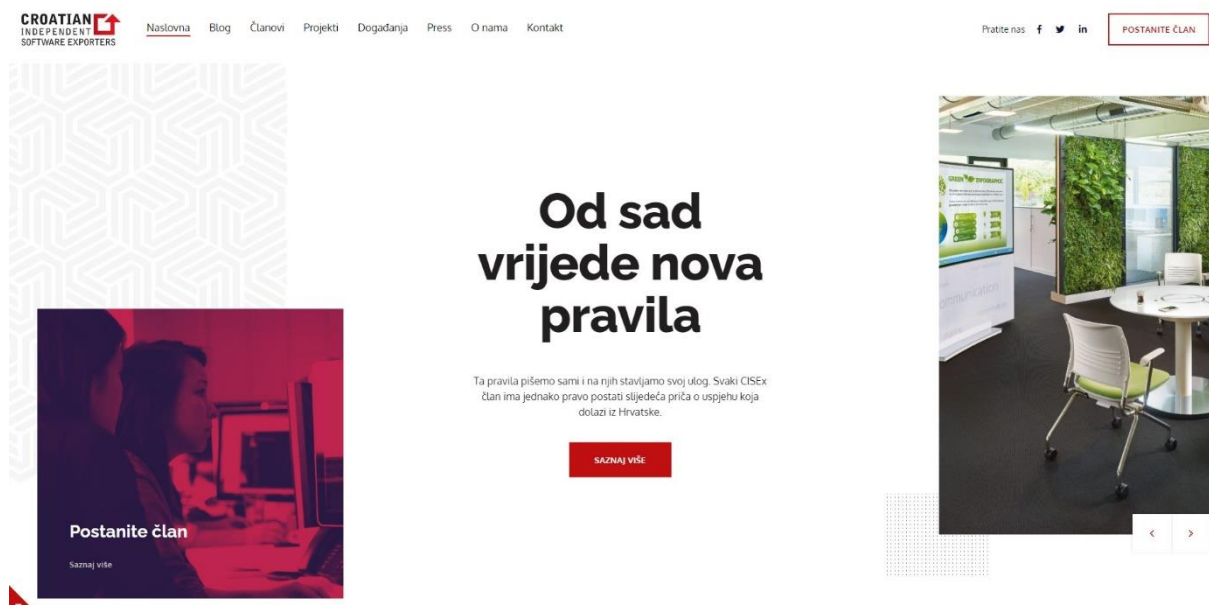 CROATIAN
INDEPENDENT
SOFTWARE EXPORTERS
Naslovna Blog Članovi Projekti Događanja Press O nama Kontakt
Pratite nas
POSTANITE ČLAN
Od sad
vrijede nova
pravila
Ta pravila pišemo sami i na njih stavljamo svoj ulog. Svaki CISEx
član ima jednako pravo postati slijedeća priča o uspjehu koja
dolazi iz Hrvatske.
SAZNAJ VIŠE
Postanite član
Saznaj više
GREEN INFOGRAPHICS